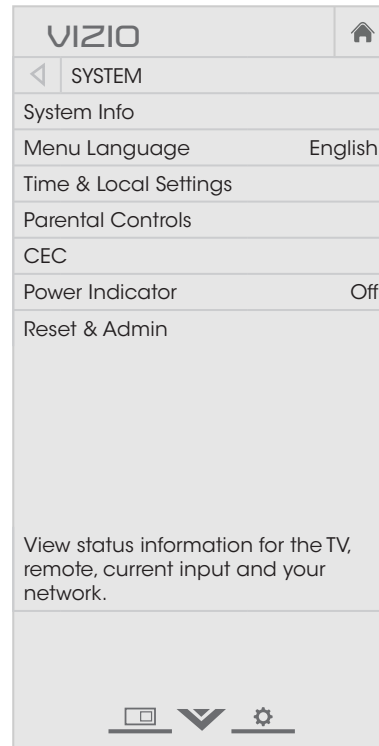 VIZIO
SYSTEM
System Info
Menu Language English
Time & Local Settings
Parental Controls
CEC
Power Indicator Off
Reset & Admin
View status information for the TV,
remote, current input and your
network.